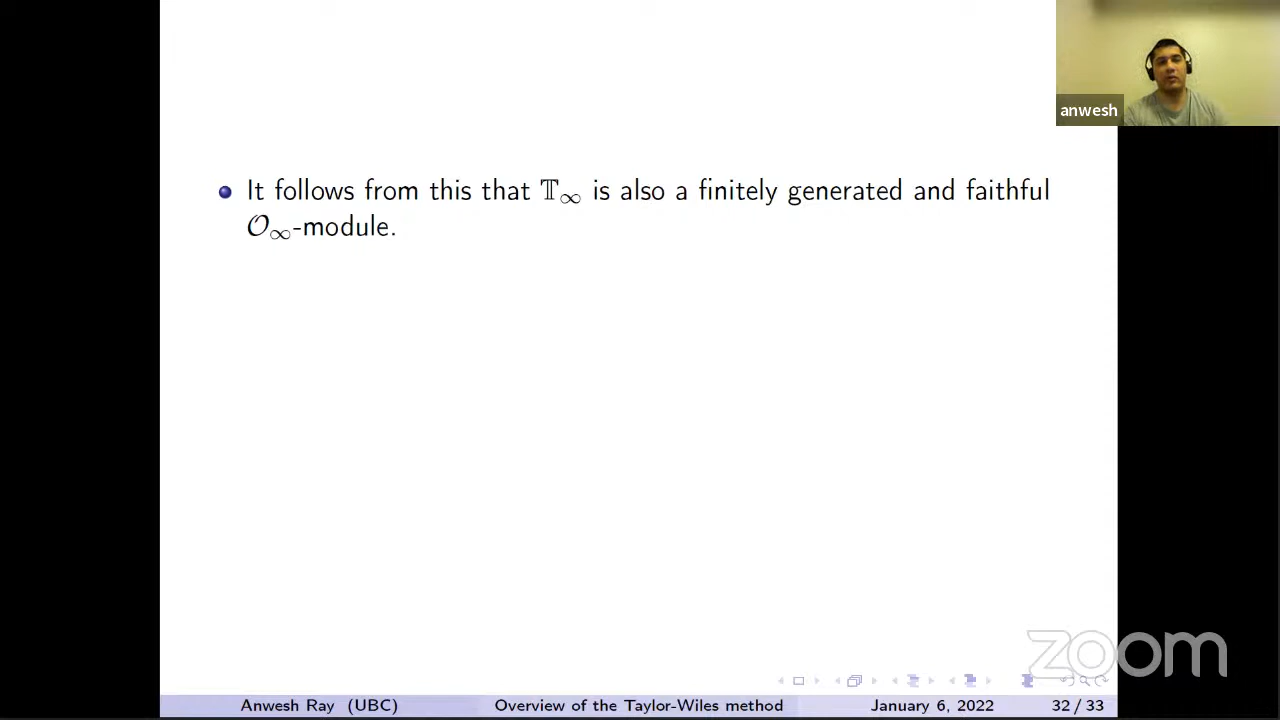 anwesh
It follows from this that 𝕋∞ is also a finitely generated and faithful
𝒪∞-module.
zoom
Anwesh Ray (UBC) Overview of the Taylor-Wiles method January 6, 2022 32 / 33